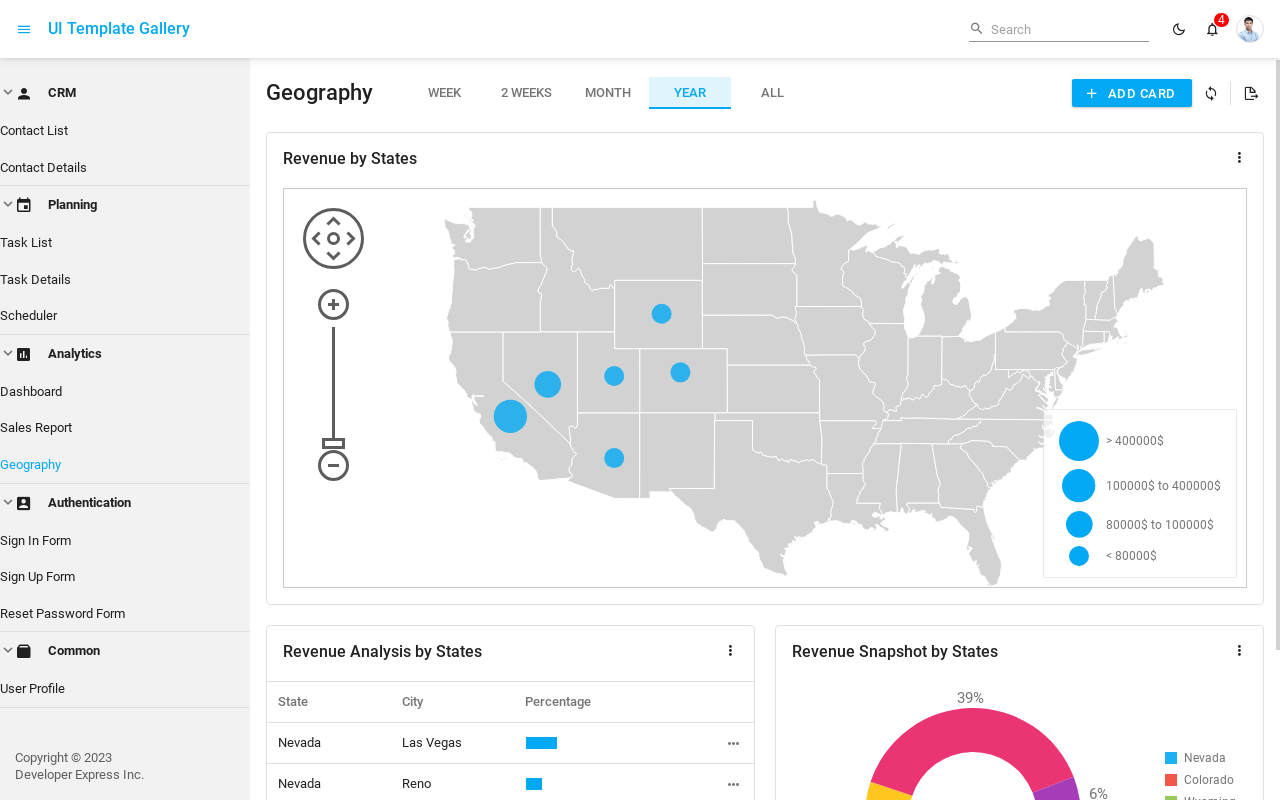 UI Template Gallery
Search
4
CRM
Contact List
Contact Details
Planning
Task List
Task Details
Scheduler
Analytics
Dashboard
Sales Report
Geography
Authentication
Sign In Form
Sign Up Form
Reset Password Form
Common
User Profile
Copyright © 2023
Developer Express Inc.
Geography
WEEK
2 WEEKS
MONTH
YEAR
ALL
ADD CARD
Revenue by States
> 400000$
100000$ to 400000$
80000$ to 100000$
< 80000$
Revenue Analysis by States
State City Percentage
Nevada Las Vegas
Nevada Reno
Revenue Snapshot by States
39%
6%
Nevada
Colorado
Wyoming